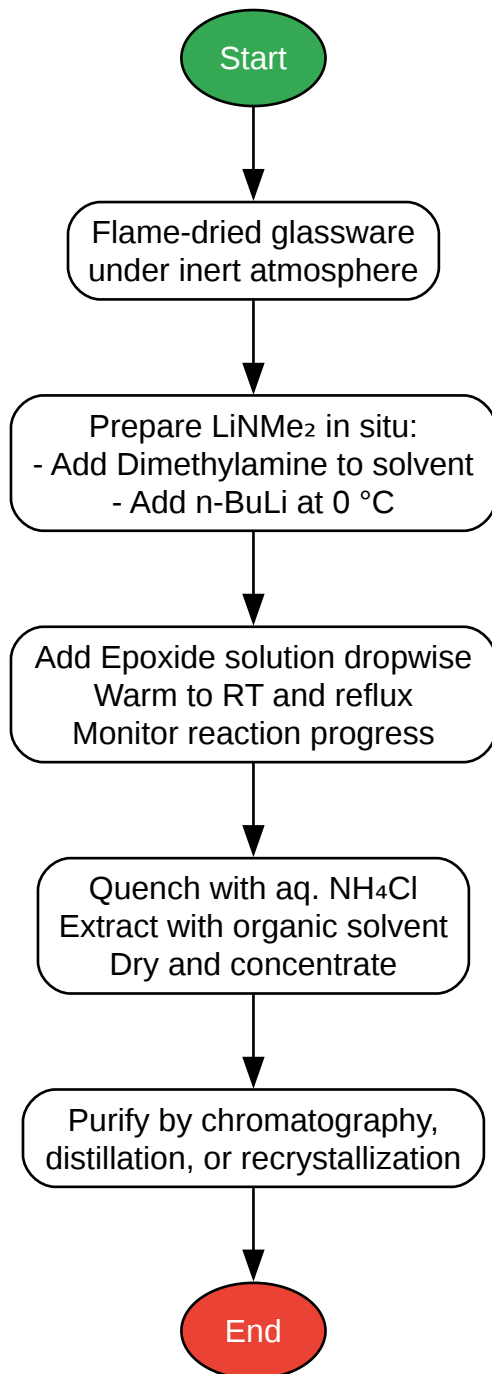 Start
Flame-dried glassware
under inert atmosphere
Prepare LiNMe₂ in situ:
- Add Dimethylamine to solvent
- Add n-BuLi at 0 °C
Add Epoxide solution dropwise
Warm to RT and reflux
Monitor reaction progress
Quench with aq. NH₄Cl
Extract with organic solvent
Dry and concentrate
Purify by chromatography,
distillation, or recrystallization
End